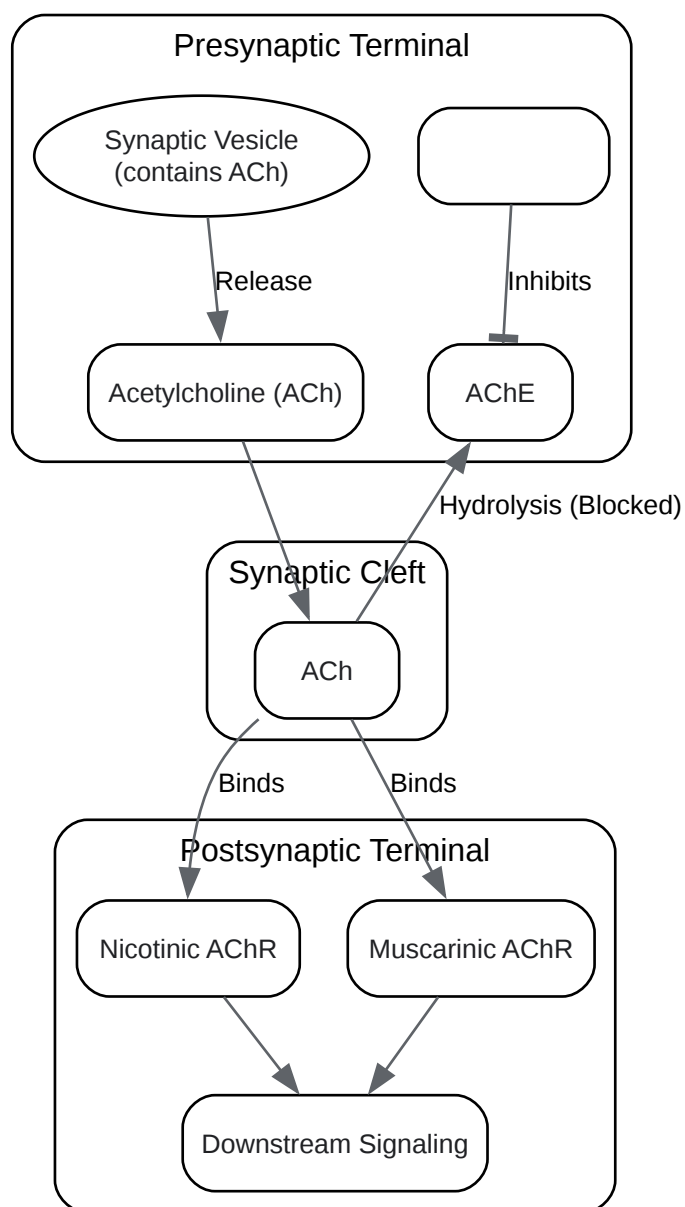 Presynaptic Terminal
Synaptic Vesicle
(contains ACh)
Release
Inhibits
Acetylcholine (ACh)
AChE
Hydrolysis (Blocked)
Synaptic Cleft
ACh
Binds
Binds
Postsynaptic Terminal
Nicotinic AChR
Muscarinic AChR
Downstream Signaling